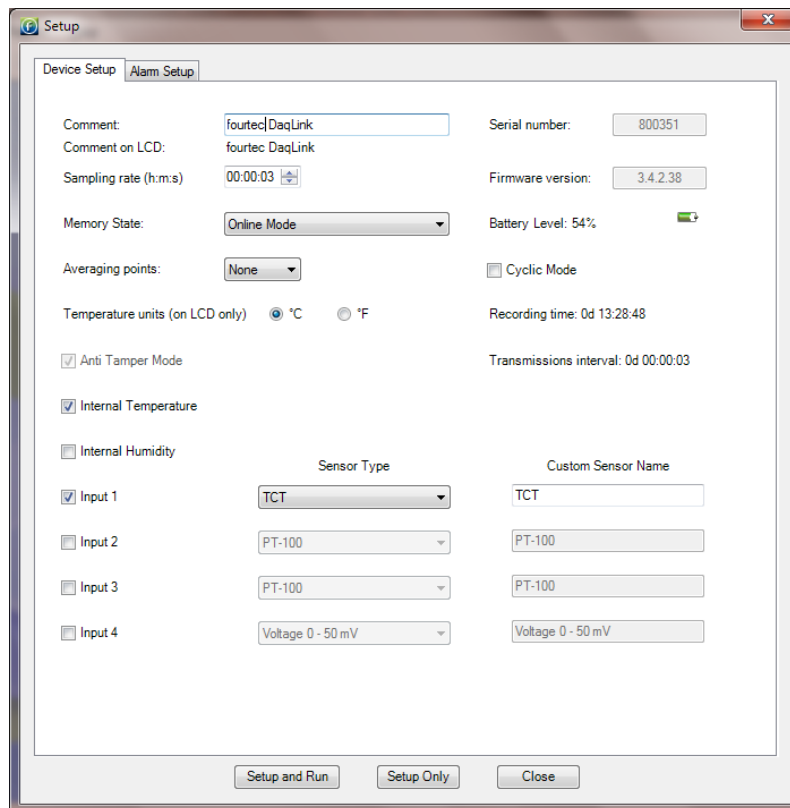 Setup
Device Setup Alarm Setup
Comment: fourtec DaqLink Serial number: 800351
Comment on LCD: fourtec DaqLink
Sampling rate (h:m:s) 00:00:03 Firmware version: 3.4.2.38
Memory State: Online Mode Battery Level: 54%
Averaging points: None Cyclic Mode
Temperature units (on LCD only) °C °F Recording time: 0d 13:28:48
Anti Tamper Mode Transmissions interval: 0d 00:00:03
Internal Temperature
Internal Humidity
Sensor Type Custom Sensor Name
Input 1 TCT TCT
Input 2 PT-100 PT-100
Input 3 PT-100 PT-100
Input 4 Voltage 0 - 50 mV Voltage 0 - 50 mV
Setup and Run Setup Only Close